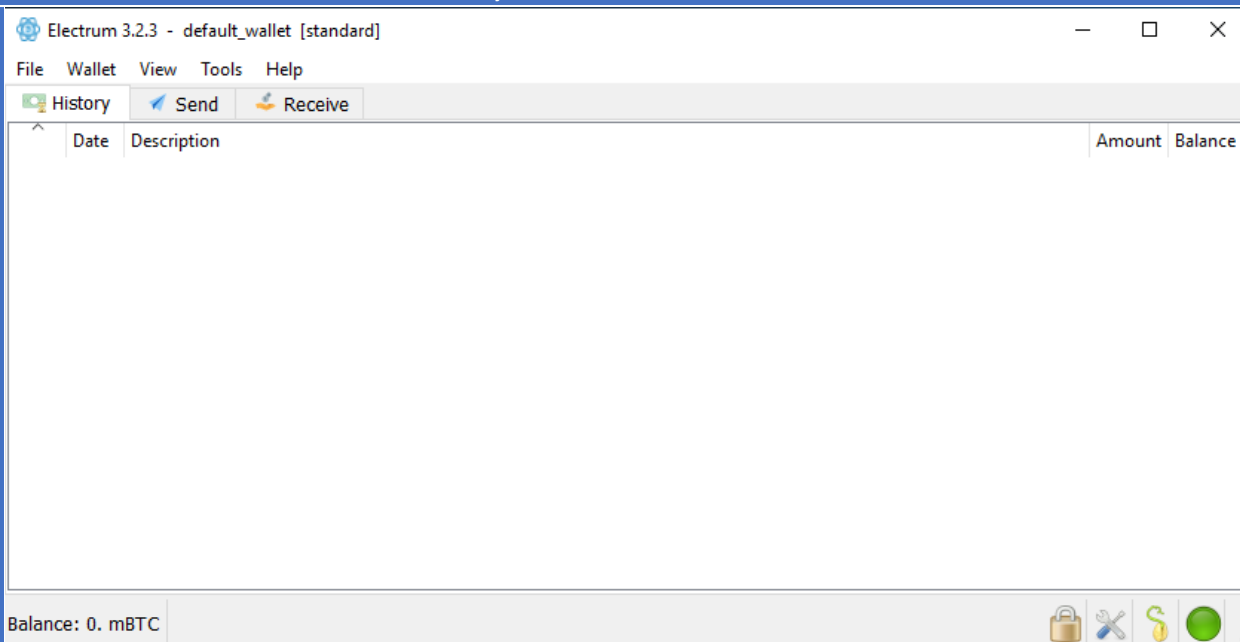 Electrum 3.2.3 - default_wallet [standard]
File Wallet View Tools Help
History Send Receive
Date Description Amount Balance
Balance: 0. mBTC